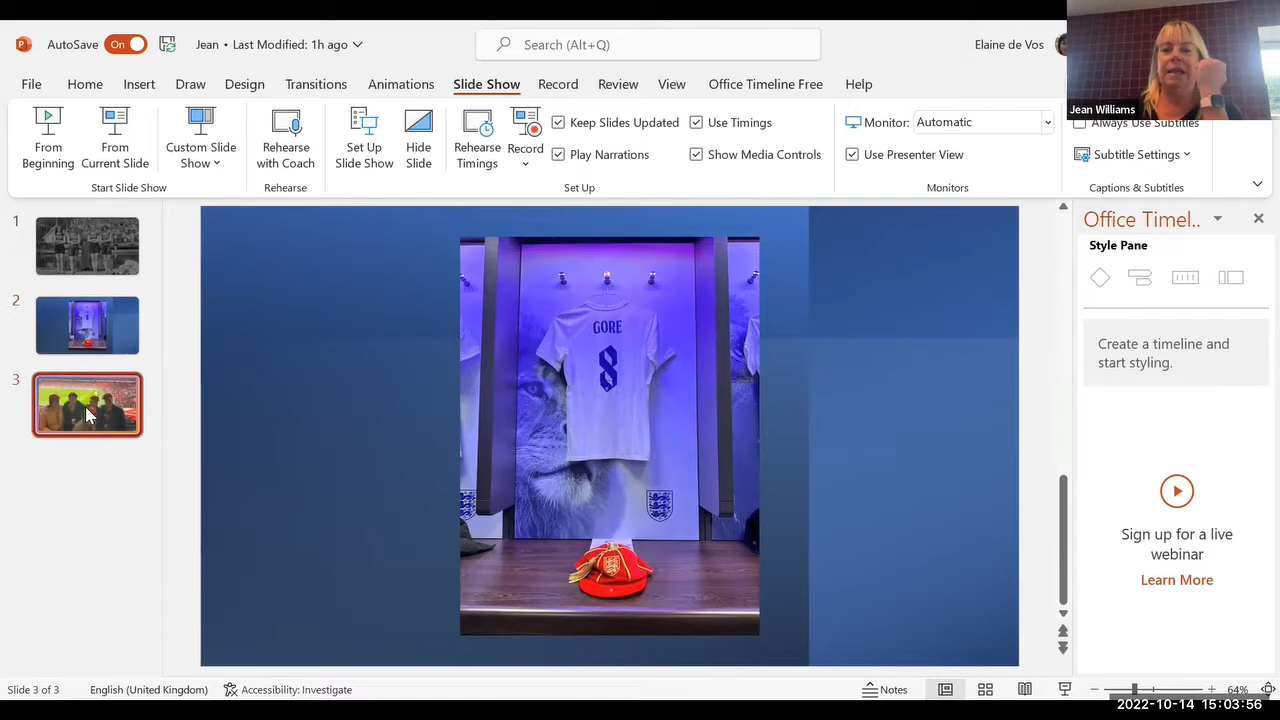 AutoSave On Jean • Last Modified: 1h ago Search (Alt+Q) Elaine de Vos
File Home Insert Draw Design Transitions Animations Slide Show Record Review View Office Timeline Free Help
Jean Williams
From Beginning
From Current Slide
Custom Slide Show
Start Slide Show
Rehearse with Coach
Rehearse
Set Up Slide Show
Hide Slide
Rehearse Timings
Record
Keep Slides Updated
Play Narrations
Use Timings
Show Media Controls
Set Up
Monitor: Automatic
Use Presenter View
Monitors
Always Use Subtitles
Subtitle Settings
Captions & Subtitles
1
2
3
GORE
8
Office Timel..
Style Pane
Create a timeline and
start styling.
Sign up for a live
webinar
Learn More
Slide 3 of 3 English (United Kingdom) Accessibility: Investigate Notes 64%
2022-10-14 15:03:56